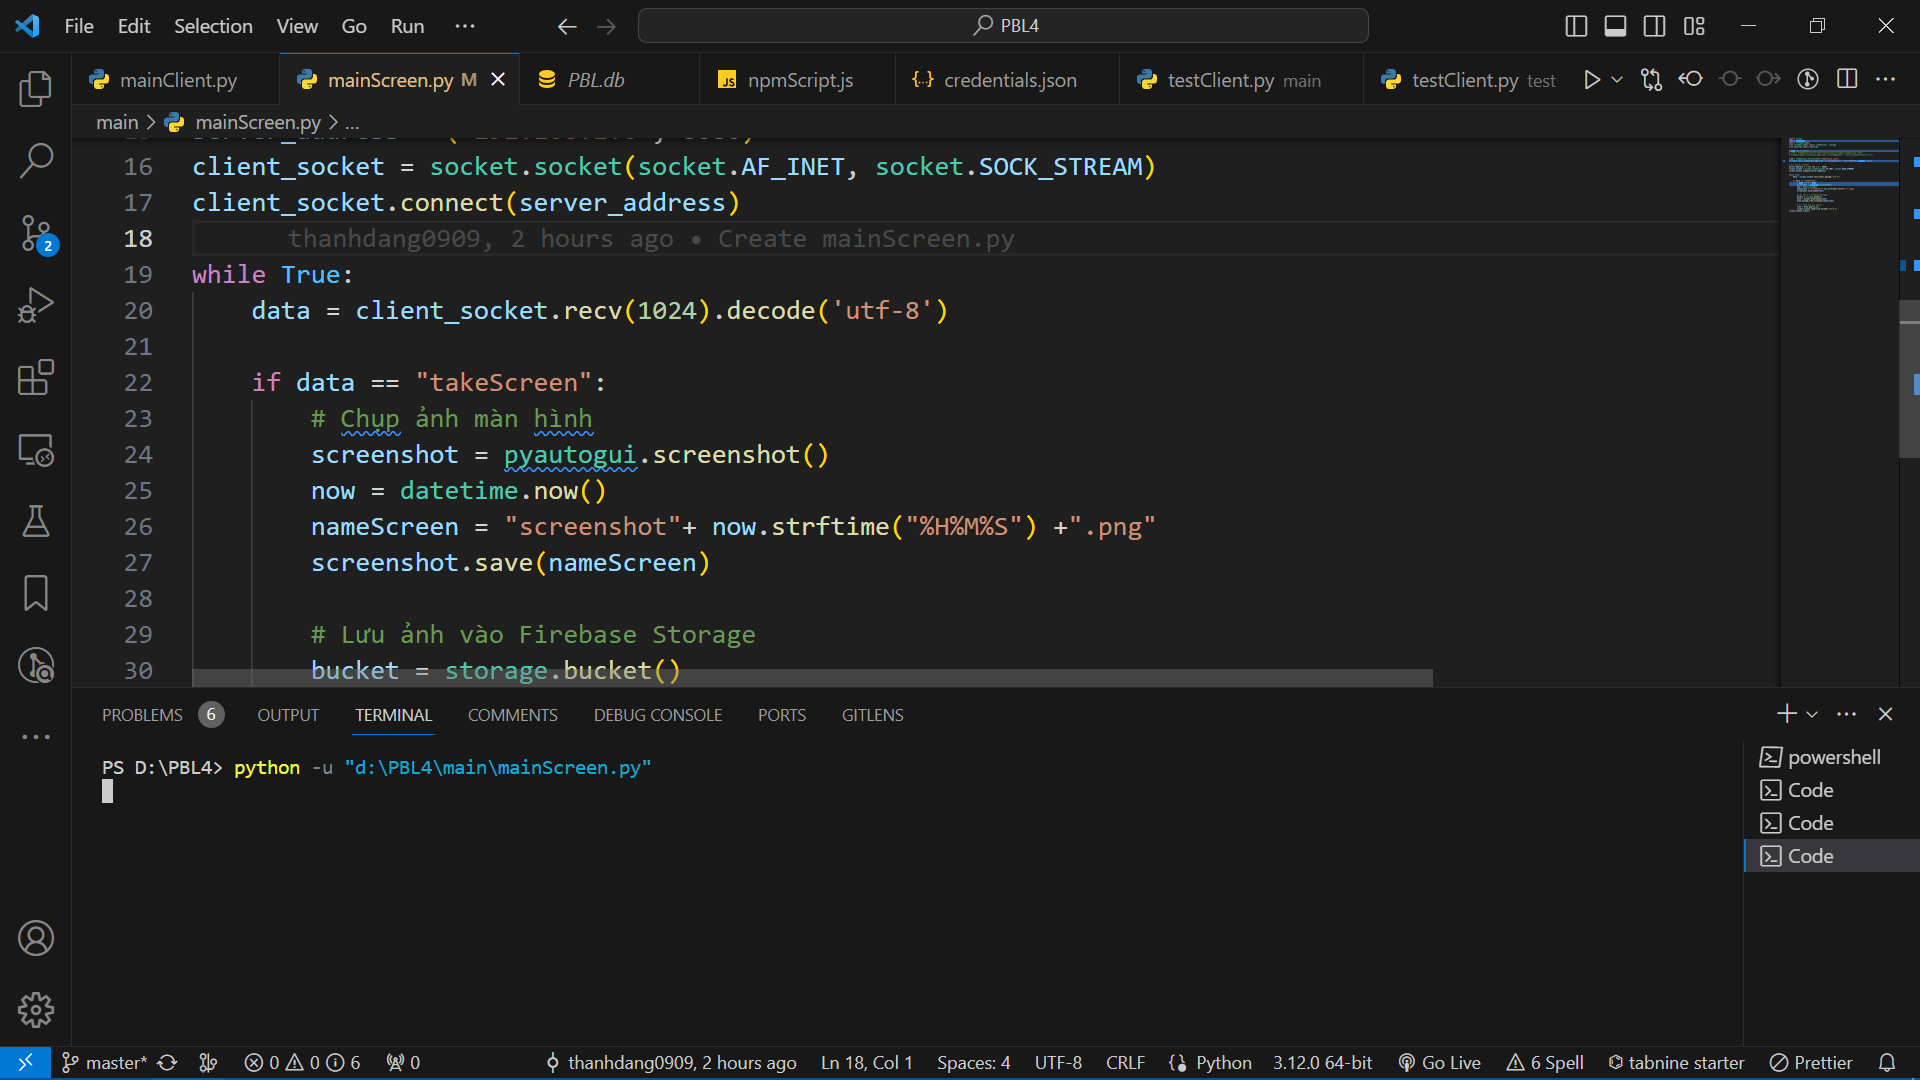 File Edit Selection View Go Run ··· PBL4
mainClient.py mainScreen.py M PBL.db npmScript.js credentials.json testClient.py main testClient.py test
main > mainScreen.py > ...
16 client_socket = socket.socket(socket.AF_INET, socket.SOCK_STREAM)
17 client_socket.connect(server_address)
18 thanhdang0909, 2 hours ago • Create mainScreen.py
19 while True:
20 data = client_socket.recv(1024).decode('utf-8')
21
22 if data == "takeScreen":
23 # Chụp ảnh màn hình
24 screenshot = pyautogui.screenshot()
25 now = datetime.now()
26 nameScreen = "screenshot"+ now.strftime("%H%M%S") +".png"
27 screenshot.save(nameScreen)
28
29 # Lưu ảnh vào Firebase Storage
30 bucket = storage.bucket()
2
PROBLEMS 6 OUTPUT TERMINAL COMMENTS DEBUG CONSOLE PORTS GITLENS
PS D:\PBL4> python -u "d:\PBL4\main\mainScreen.py"
powershell
Code
Code
Code
master* 0 0 6 0 thanhdang0909, 2 hours ago Ln 18, Col 1 Spaces: 4 UTF-8 CRLF Python 3.12.0 64-bit Go Live 6 Spell tabnine starter Prettier